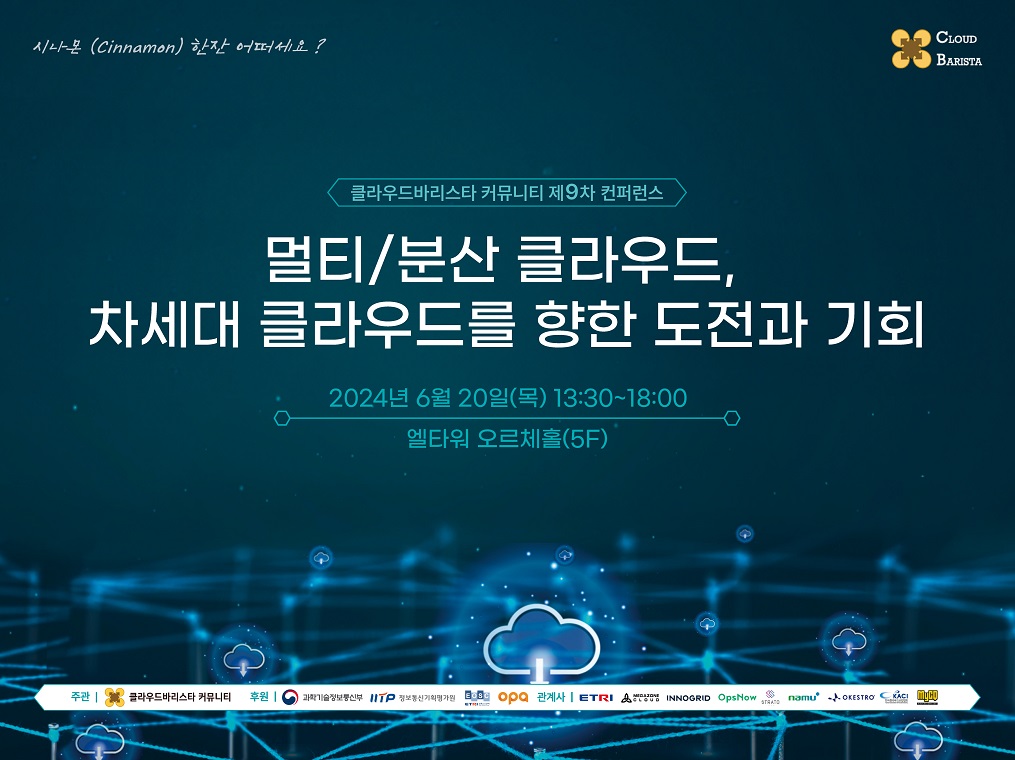 시나몬 (Cinnamon) 한잔 어떠세요 ?
CLOUD
BARISTA
클라우드바리스타 커뮤니티 제9차 컨퍼런스
멀티/분산 클라우드,
차세대 클라우드를 향한 도전과 기회
2024년 6월 20일(목) 13:30~18:00
엘타워 오르체홀(5F)
주관 | 클라우드바리스타 커뮤니티 후원 | 과학기술정보통신부 IITP 정보통신기획평가원 ETRI opa 관계사 | ETRI MEGAZONE CLOUD INNOGRID OpsNow STRATO namu OKESTRO KACI